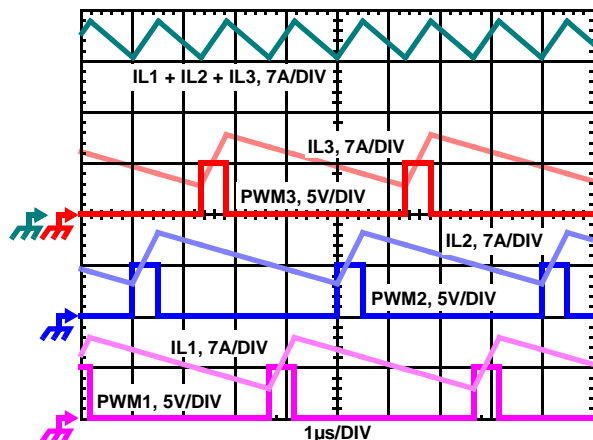 IL1 + IL2 + IL3, 7A/DIV
IL3, 7A/DIV
PWM3, 5V/DIV
IL2, 7A/DIV
PWM2, 5V/DIV
IL1, 7A/DIV
PWM1, 5V/DIV
1µs/DIV